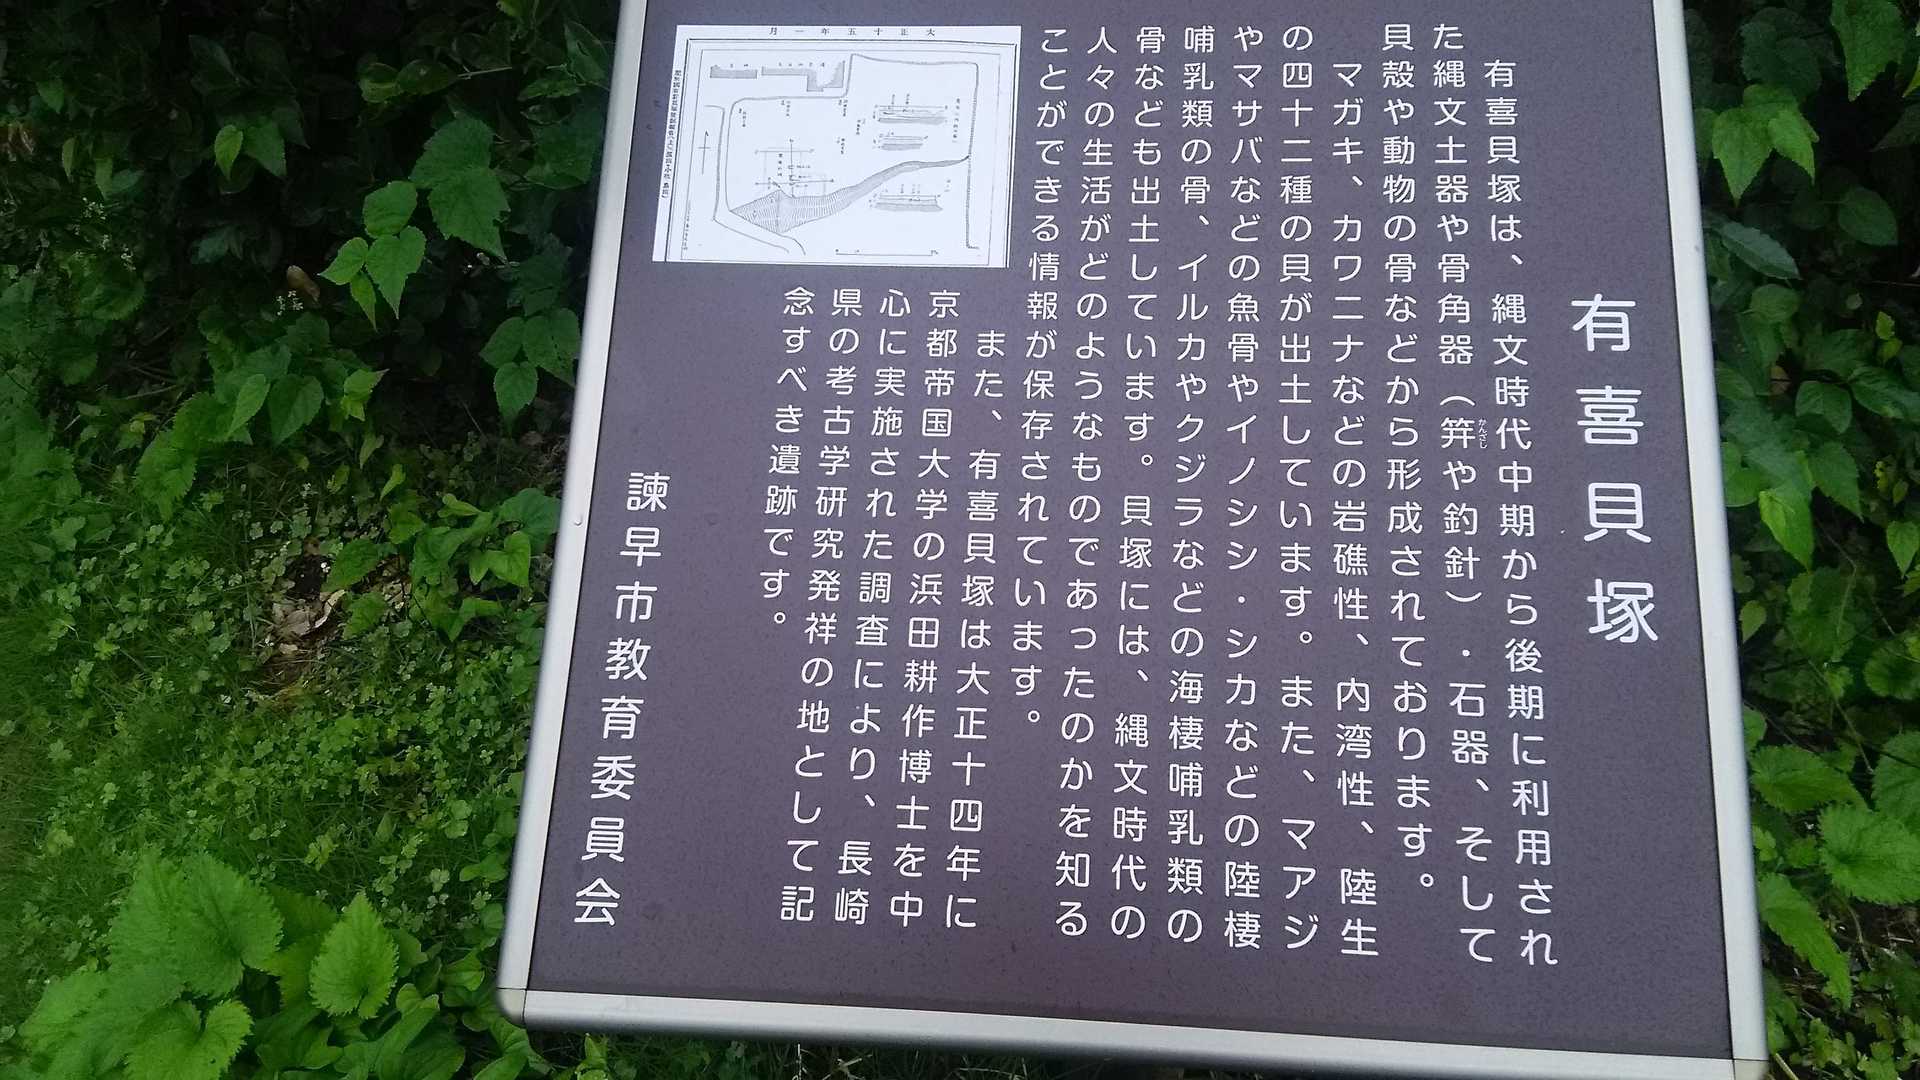 有喜貝塚
有喜貝塚は、縄文時代中期から後期に利用され
た縄文土器や骨角器（笄や釣針）・石器、そして
かんざし
貝殻や動物の骨などから形成されております。
マガキ、カワニナなどの岩礁性、内湾性、陸生
の四十二種の貝が出土しています。また、マアジ
やマサバなどの魚骨やイノシシ・シカなどの陸棲
哺乳類の骨、イルカやクジラなどの海棲哺乳類の
骨なども出土しています。貝塚には、縄文時代の
人々の生活がどのようなものであったのかを知る
ことができる情報が保存されています。
また、有喜貝塚は大正十四年に
京都帝国大学の浜田耕作博士を中
心に実施された調査により、長崎
県の考古学研究発祥の地として記
念すべき遺跡です。
諫早市教育委員会
大正十五年一月